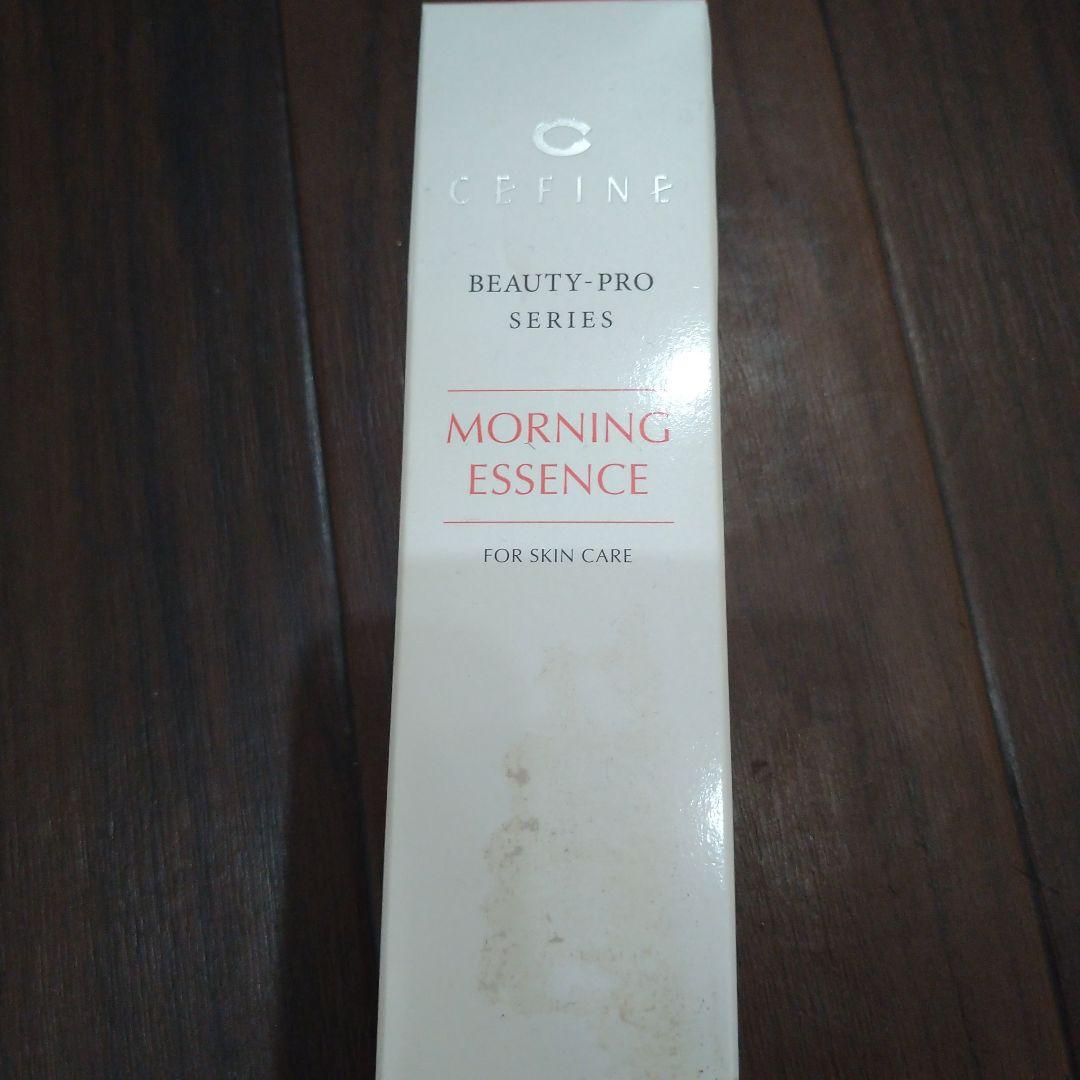 CEFINE
BEAUTY-PRO
SERIES
MORNING
ESSENCE
FOR SKIN CARE